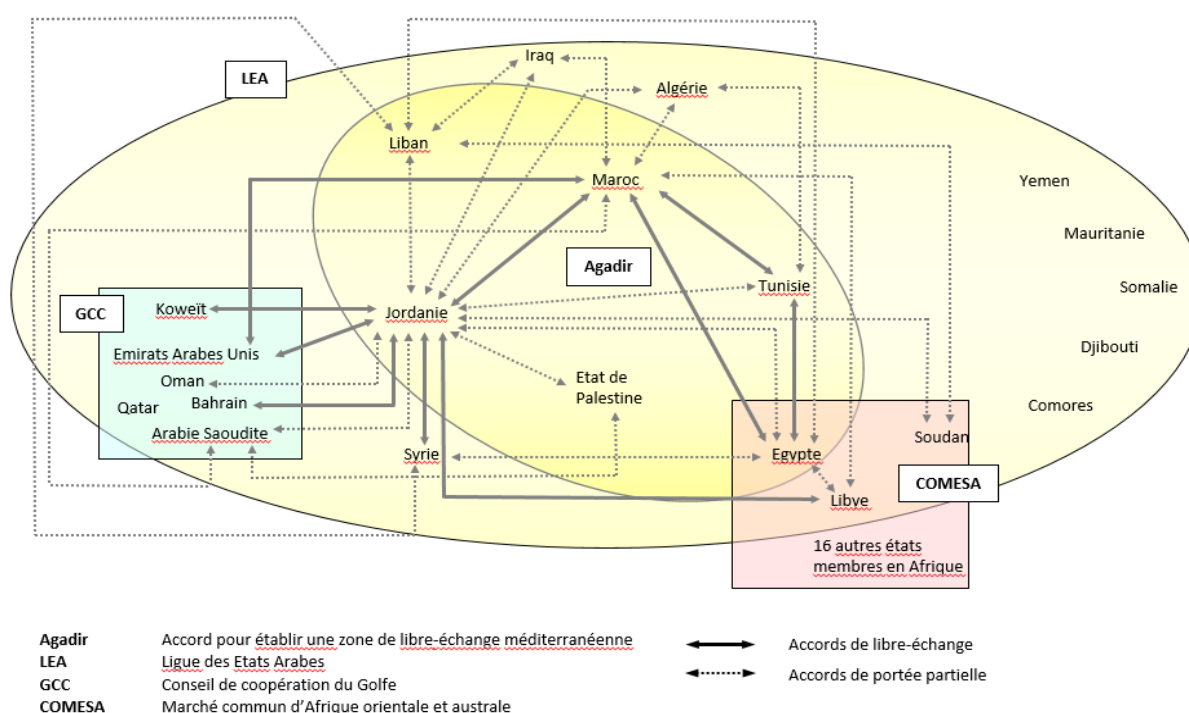 Iraq
LEA
Algérie
Liban
Maroc
Yemen
Mauritanie
Agadir
Tunisie
Somalie
GCC
Koweït
Jordanie
Emirats Arabes Unis
Djibouti
Oman
Etat de
Palestine
Qatar
Bahrain
Comores
Arabie Saoudite
Soudan
Syrie
Egypte
COMESA
Libye
16 autres états
membres en Afrique
Agadir Accord pour établir une zone de libre-échange méditerranéenne
LEA Ligue des Etats Arabes
GCC Conseil de coopération du Golfe
COMESA Marché commun d’Afrique orientale et australe
Accords de libre-échange
Accords de portée partielle